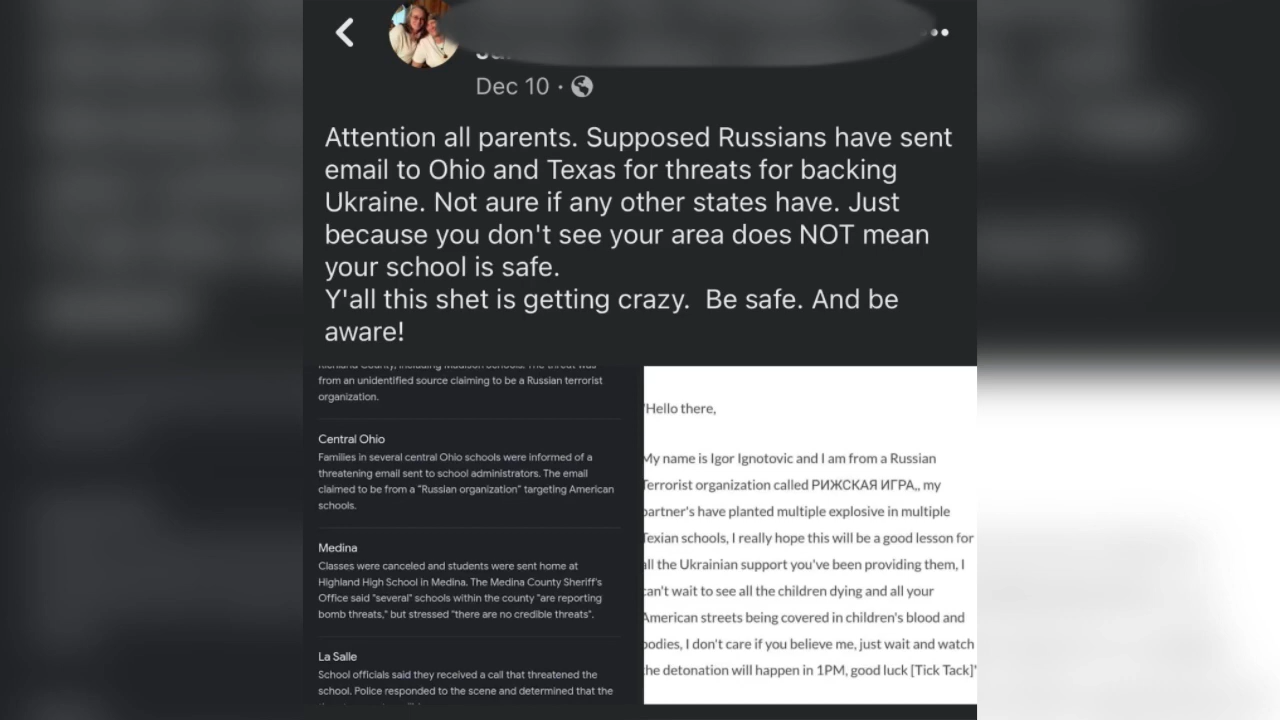 Dec 10 ·
Attention all parents. Supposed Russians have sent
email to Ohio and Texas for threats for backing
Ukraine. Not aure if any other states have. Just
because you don't see your area does NOT mean
your school is safe.
Y'all this shet is getting crazy. Be safe. And be
aware!
Richland County, including Madison schools. The threat was
from an unidentified source claiming to be a Russian terrorist
organization.
Central Ohio
Families in several central Ohio schools were informed of a
threatening email sent to school administrators. The email
claimed to be from a "Russian organization" targeting American
schools.
Medina
Classes were canceled and students were sent home at
Highland High School in Medina. The Medina County Sheriff's
Office said "several" schools within the county "are reporting
bomb threats," but stressed "there are no credible threats".
La Salle
School officials said they received a call that threatened the
school. Police responded to the scene and determined that the
'Hello there,
My name is Igor Ignotovic and I am from a Russian
Terrorist organization called РИЖСКАЯ ИГРА,, my
partner's have planted multiple explosive in multiple
Texian schools, I really hope this will be a good lesson for
all the Ukrainian support you've been providing them, I
can't wait to see all the children dying and all your
American streets being covered in children's blood and
bodies, I don't care if you believe me, just wait and watch
the detonation will happen in 1PM, good luck [Tick Tack]'